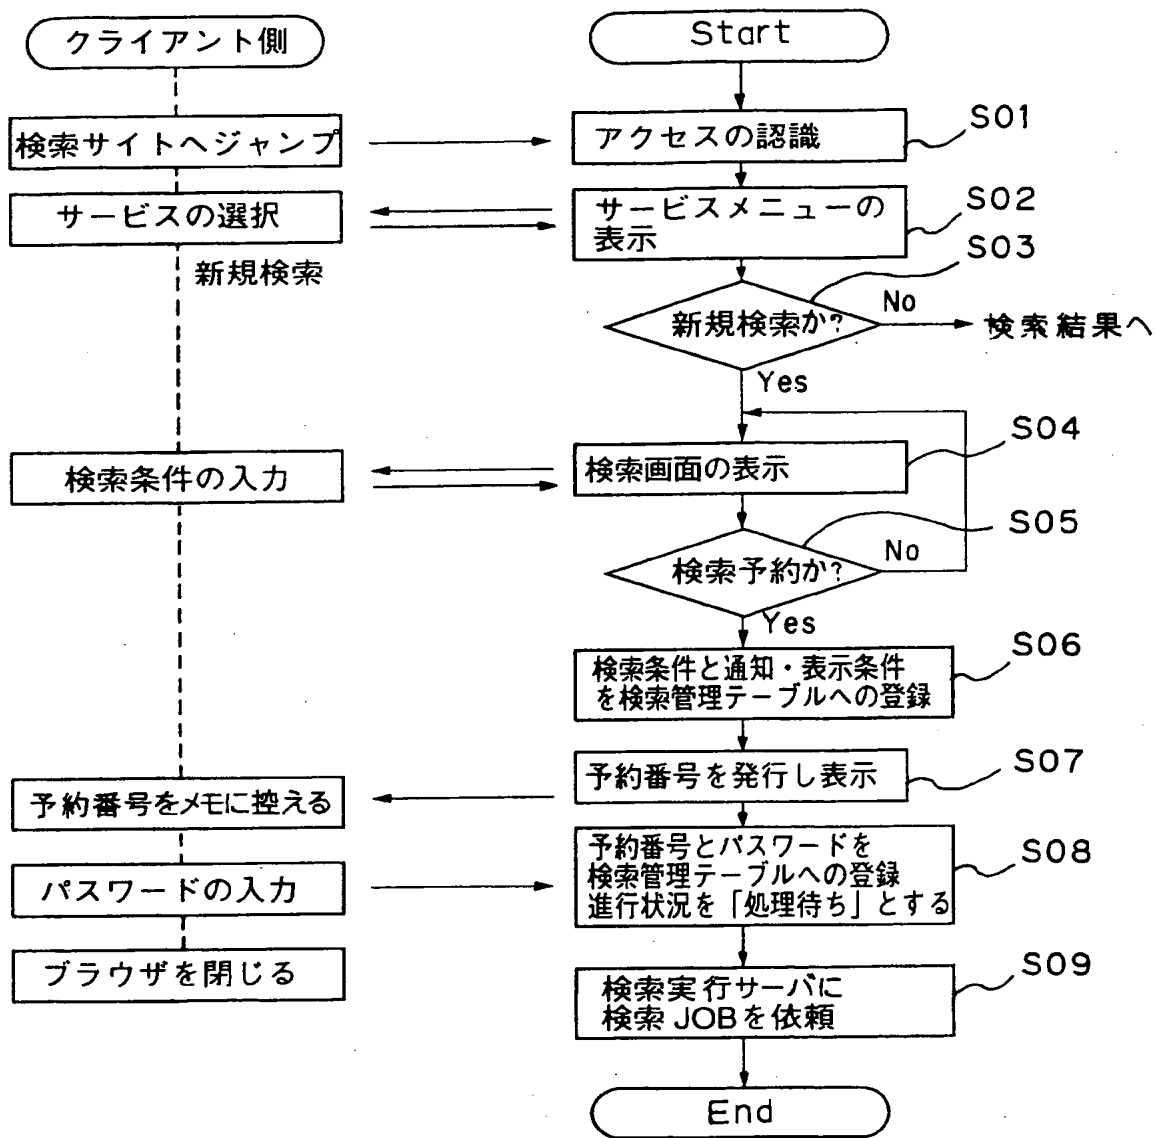 クライアント側
Start
検索サイトへジャンプ
アクセスの認識
S01
サービスの選択
サービスメニューの
表示
S02
新規検索
S03
新規検索か?
No
検索結果へ
Yes
検索条件の入力
検索画面の表示
S04
検索予約か?
S05
No
Yes
検索条件と通知・表示条件
を検索管理テーブルへの登録
S06
予約番号を発行し表示
S07
予約番号をメモに控える
予約番号とパスワードを
検索管理テーブルへの登録
進行状況を「処理待ち」とする
S08
パスワードの入力
ブラウザを閉じる
検索実行サーバに
検索JOBを依頼
S09
End